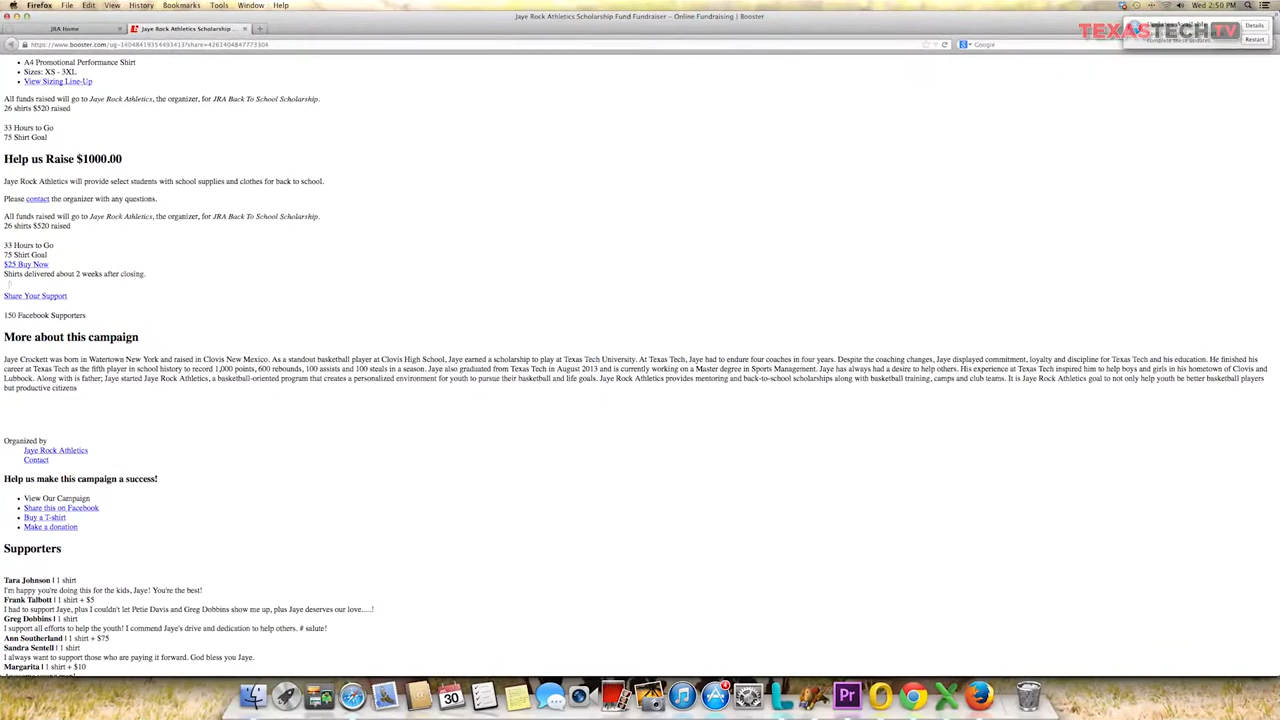 Firefox File Edit View History Bookmarks Tools Window Help
Wed 2:50 PM
Jaye Rock Athletics Scholarship Fund Fundraiser – Online Fundraising | Booster
JRA Home
Jaye Rock Athletics Scholarship ...
TEXASTECH TV
Details
Restart
https://www.booster.com/ug-14048419354934137share=42614048477773304
Google
• A4 Promotional Performance Shirt
• Sizes: XS - 3XL
• View Sizing Line-Up
All funds raised will go to Jaye Rock Athletics, the organizer, for JRA Back To School Scholarship.
26 shirts $520 raised
33 Hours to Go
75 Shirt Goal
Help us Raise $1000.00
Jaye Rock Athletics will provide select students with school supplies and clothes for back to school.
Please contact the organizer with any questions.
All funds raised will go to Jaye Rock Athletics, the organizer, for JRA Back To School Scholarship.
26 shirts $520 raised
33 Hours to Go
75 Shirt Goal
$25 Buy Now
Shirts delivered about 2 weeks after closing.
Share Your Support
150 Facebook Supporters
More about this campaign
Jaye Crockett was born in Watertown New York and raised in Clovis New Mexico. As a standout basketball player at Clovis High School, Jaye earned a scholarship to play at Texas Tech University. At Texas Tech, Jaye had to endure four coaches in four years. Despite the coaching changes, Jaye displayed commitment, loyalty and discipline for Texas Tech and his education. He finished his
career at Texas Tech as the fifth player in school history to record 1,000 points, 600 rebounds, 100 assists and 100 steals in a season. Jaye also graduated from Texas Tech in August 2013 and is currently working on a Master degree in Sports Management. Jaye has always had a desire to help others. His experience at Texas Tech inspired him to help boys and girls in his hometown of Clovis and
Lubbock. Along with is father; Jaye started Jaye Rock Athletics, a basketball-oriented program that creates a personalized environment for youth to pursue their basketball and life goals. Jaye Rock Athletics provides mentoring and back-to-school scholarships along with basketball training, camps and club teams. It is Jaye Rock Athletics goal to not only help youth be better basketball players
but productive citizens
Organized by
Jaye Rock Athletics
Contact
Help us make this campaign a success!
• View Our Campaign
• Share this on Facebook
• Buy a T-shirt
• Make a donation
Supporters
Tara Johnson | 1 shirt
I'm happy you're doing this for the kids, Jaye! You're the best!
Frank Talbott | 1 shirt + $5
I had to support Jaye, plus I couldn't let Petie Davis and Greg Dobbins show me up, plus Jaye deserves our love.....!
Greg Dobbins | 1 shirt
I support all efforts to help the youth! I commend Jaye's drive and dedication to help others. # salute!
Ann Southerland | 1 shirt + $75
Sandra Sentell | 1 shirt
I always want to support those who are paying it forward. God bless you Jaye.
Margarita | 1 shirt + $10
30
Pr